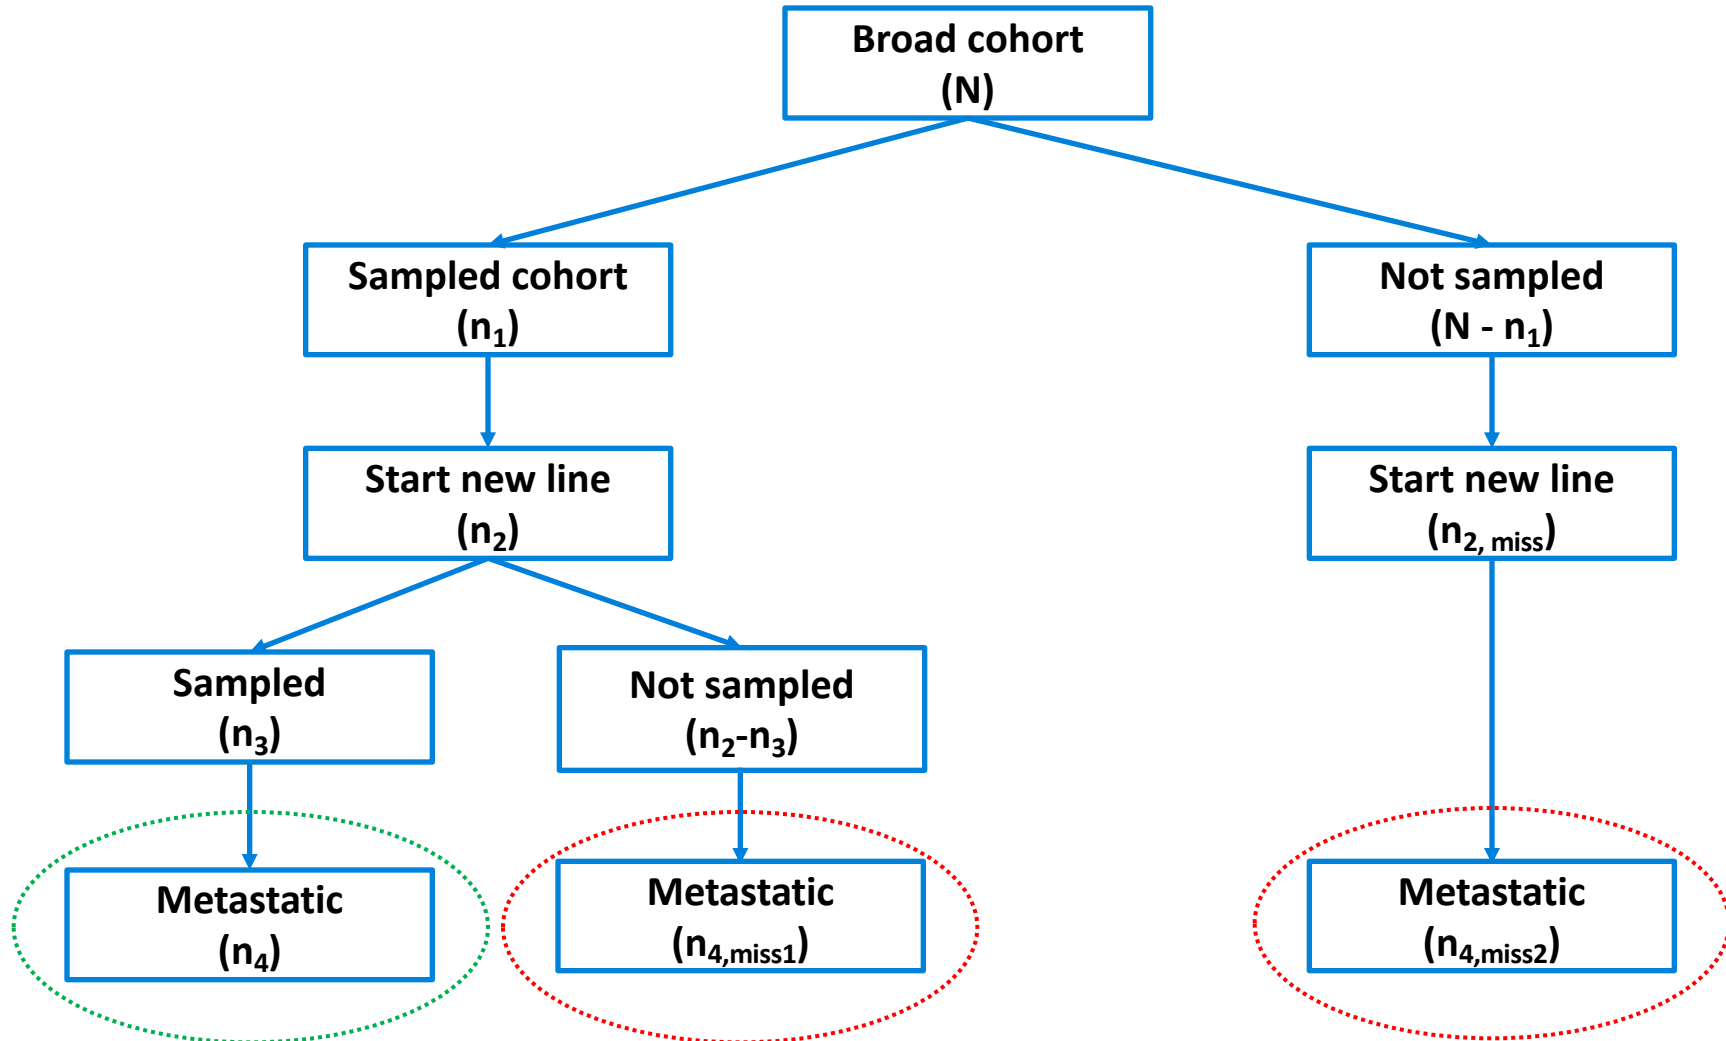 Broad cohort
(N)
Sampled cohort
(n₁)
Not sampled
(N - n₁)
Start new line
(n₂)
Start new line
(n₂, miss)
Sampled
(n₃)
Not sampled
(n₂-n₃)
Metastatic
(n₄)
Metastatic
(n₄,miss1)
Metastatic
(n₄,miss2)